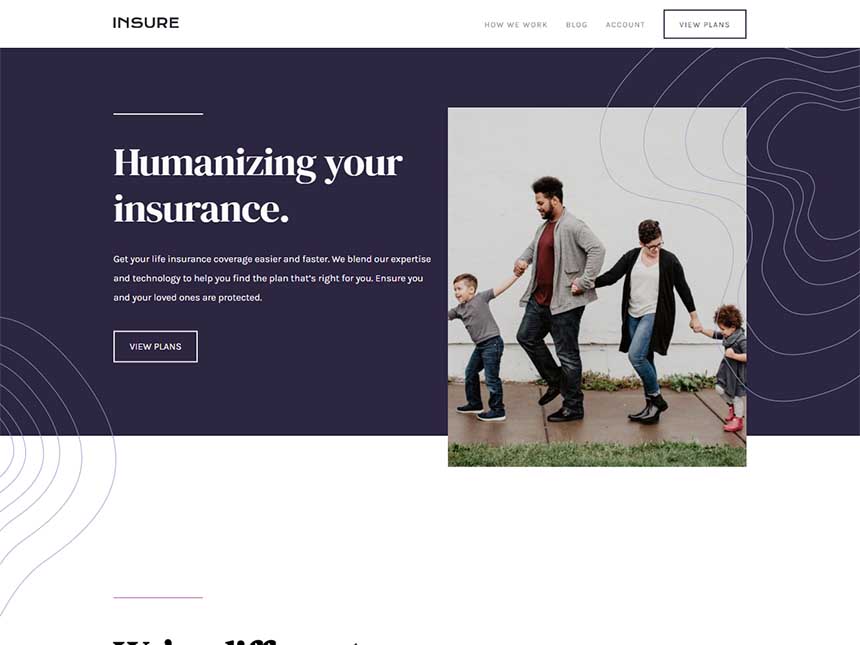 INSURE
HOW WE WORK BLOG ACCOUNT VIEW PLANS
Humanizing your
insurance.
Get your life insurance coverage easier and faster. We blend our expertise
and technology to help you find the plan that's right for you. Ensure you
and your loved ones are protected.
VIEW PLANS